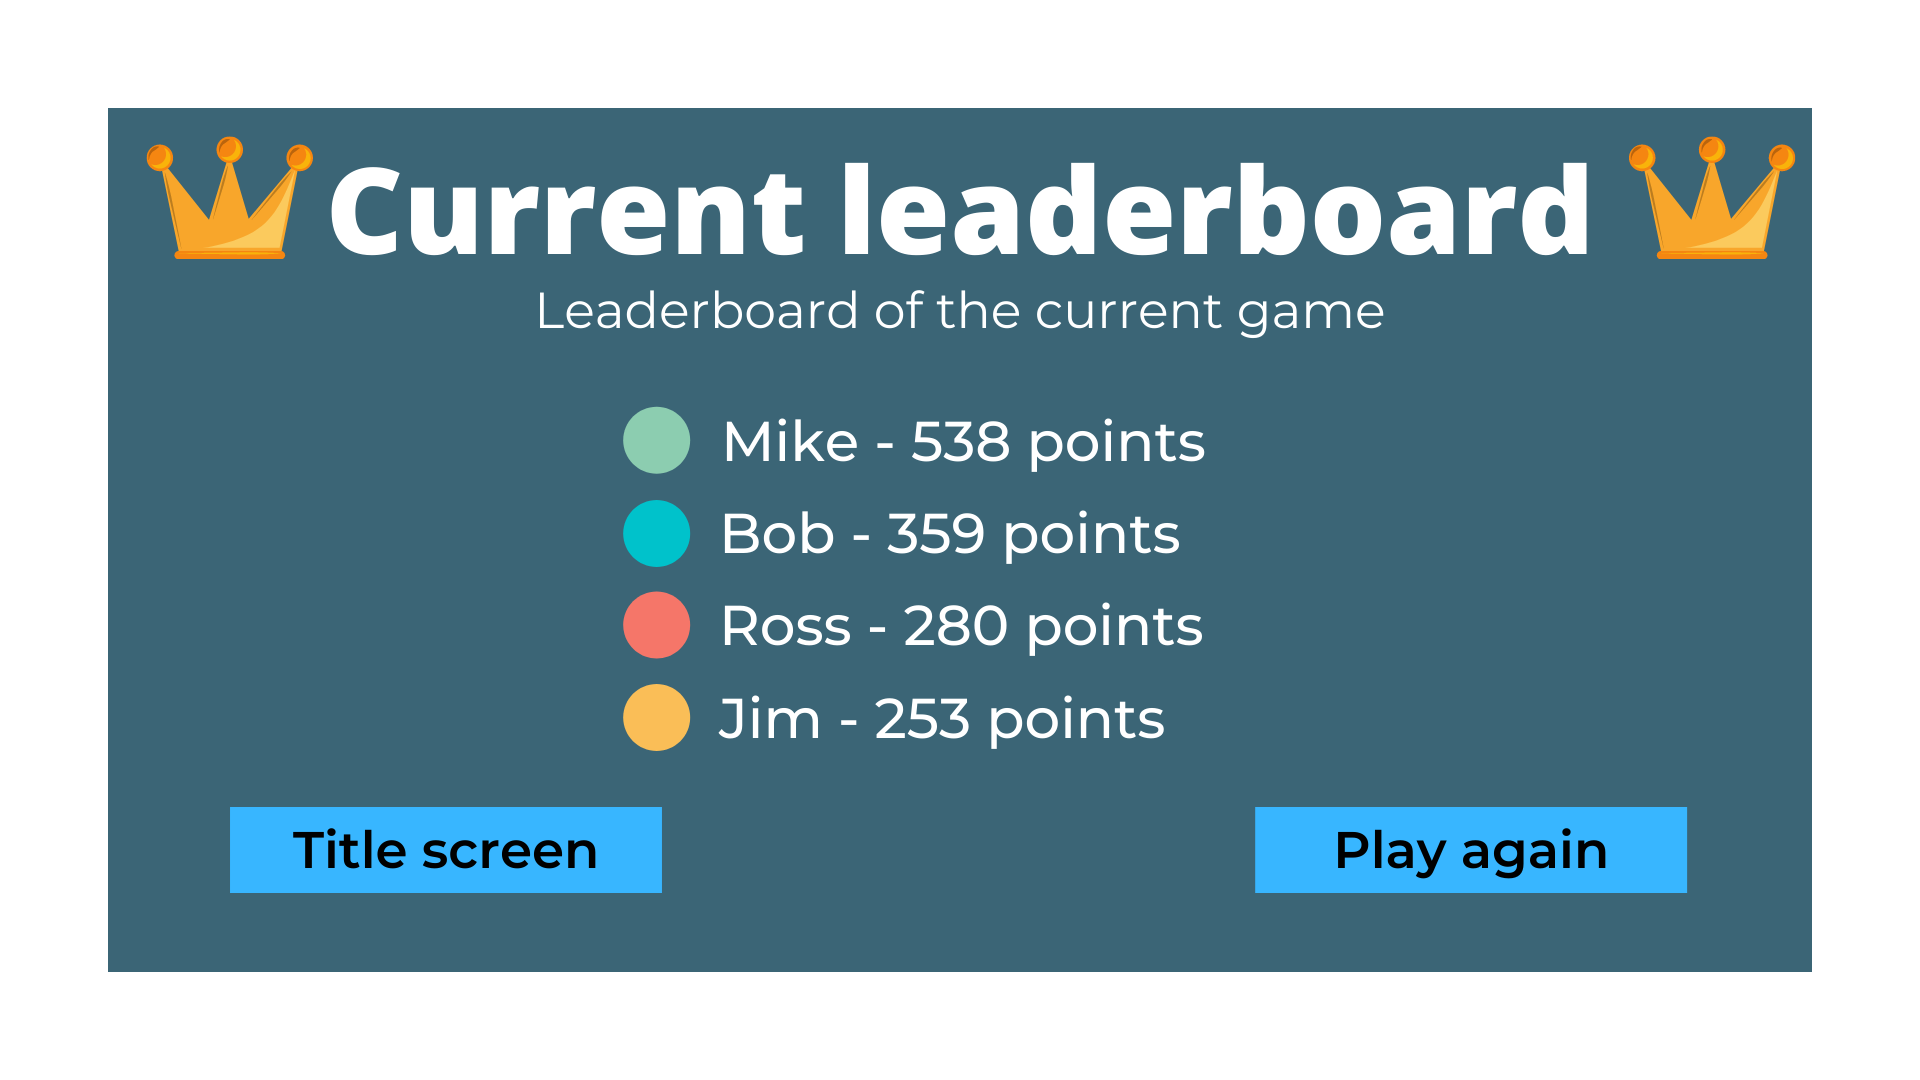 Current leaderboard
Leaderboard of the current game
Mike - 538 points
Bob - 359 points
Ross - 280 points
Jim - 253 points
Title screen
Play again